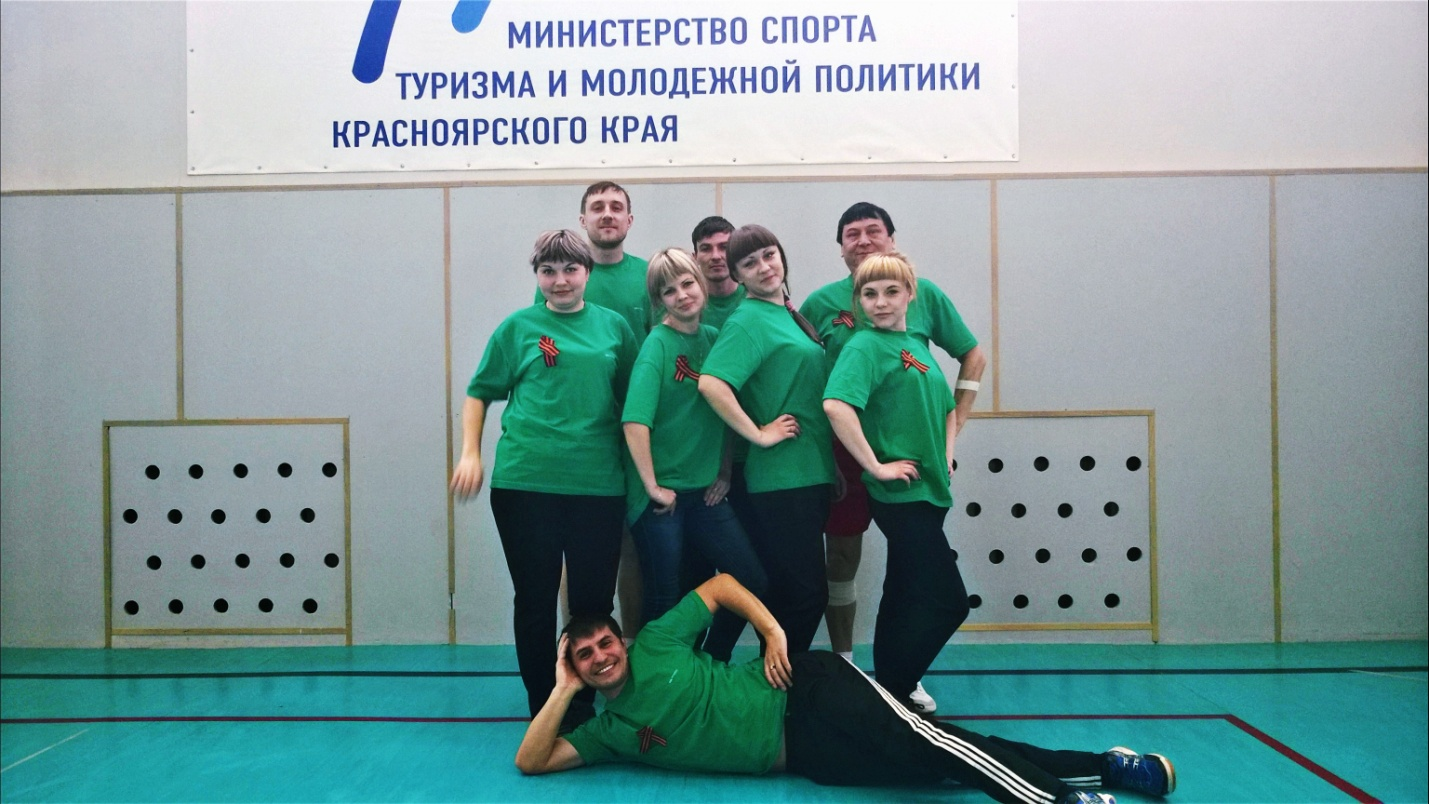 МИНИСТЕРСТВО СПОРТА
ТУРИЗМА И МОЛОДЕЖНОЙ ПОЛИТИКИ
КРАСНОЯРСКОГО КРАЯ